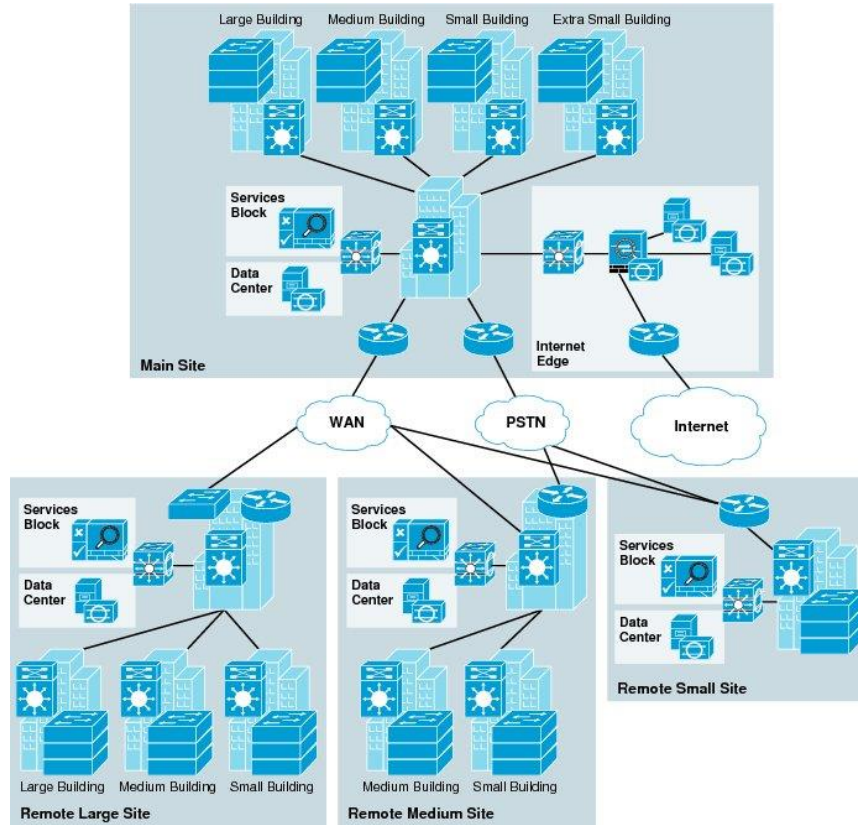 Large Building
Medium Building
Small Building
Extra Small Building
Services
Block
Data
Center
Internet
Edge
Main Site
WAN
PSTN
Internet
Services
Block
Data
Center
Large Building
Medium Building
Small Building
Remote Large Site
Services
Block
Data
Center
Medium Building
Small Building
Remote Medium Site
Services
Block
Data
Center
Remote Small Site